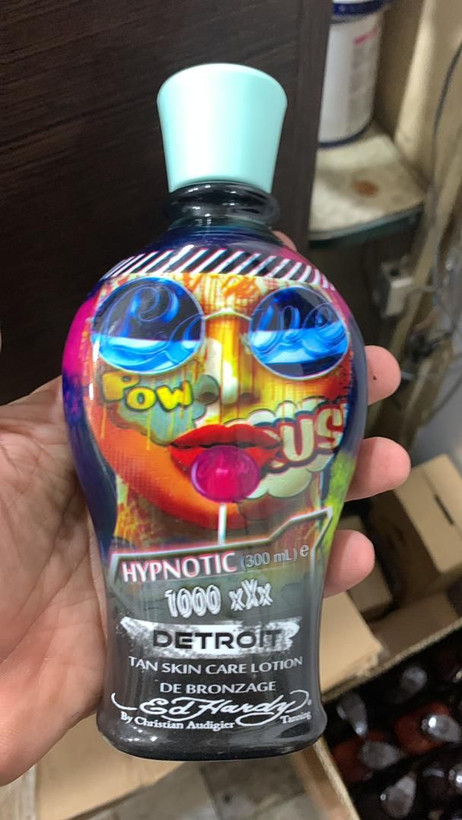 Love
POW
HYPNOTIC (300 mL) e
1000 xXx
DETROIT
TAN SKIN CARE LOTION
DE BRONZAGE
Ed Hardy®
By Christian Audigier Tanning